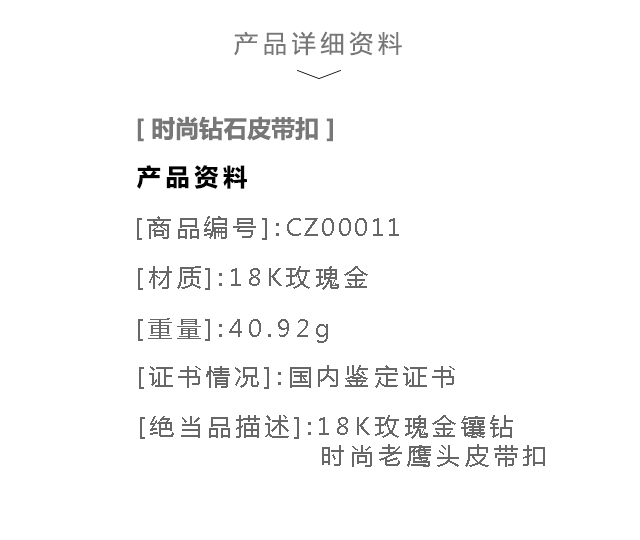 产品详细资料
[ 时尚钻石皮带扣 ]
产品资料
[商品编号]:CZ00011
[材质]:18K玫瑰金
[重量]:40.92g
[证书情况]:国内鉴定证书
[绝当品描述]:18K玫瑰金镶钻
时尚老鹰头皮带扣